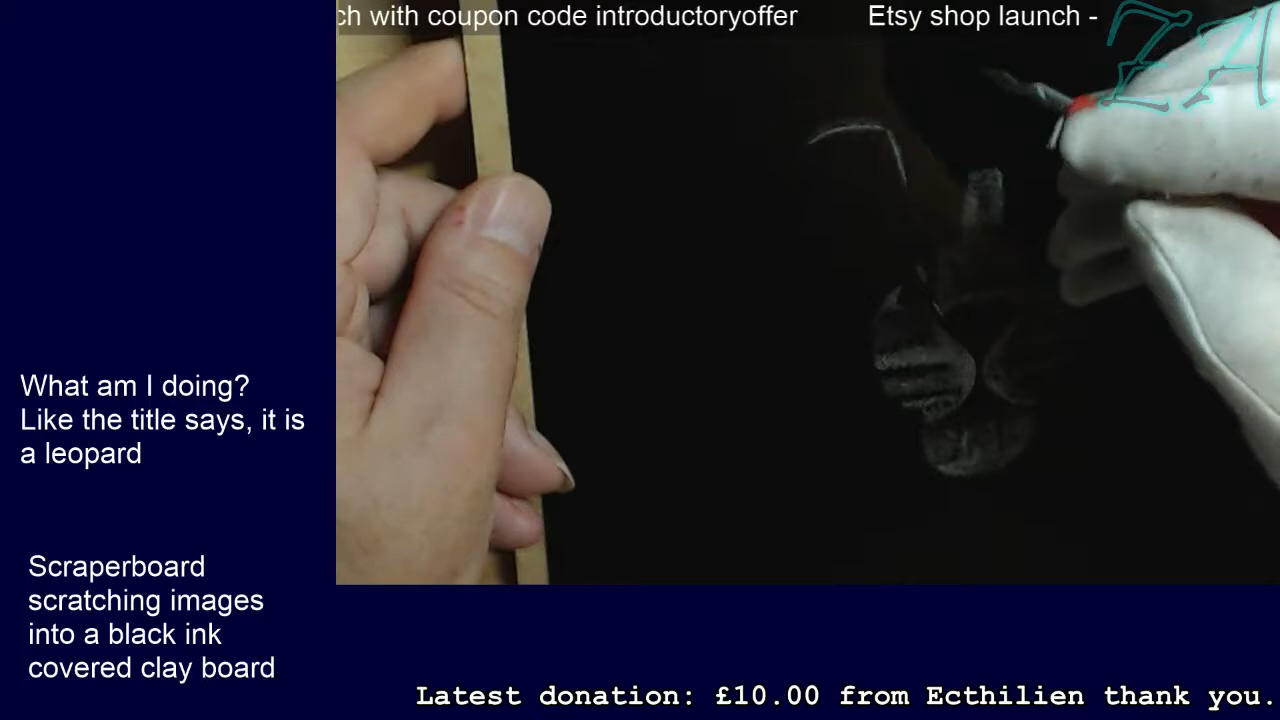 ch with coupon code introductoryoffer Etsy shop launch -
ZA
What am I doing?
Like the title says, it is
a leopard
Scraperboard
scratching images
into a black ink
covered clay board
Latest donation: £10.00 from Ecthilien thank you.